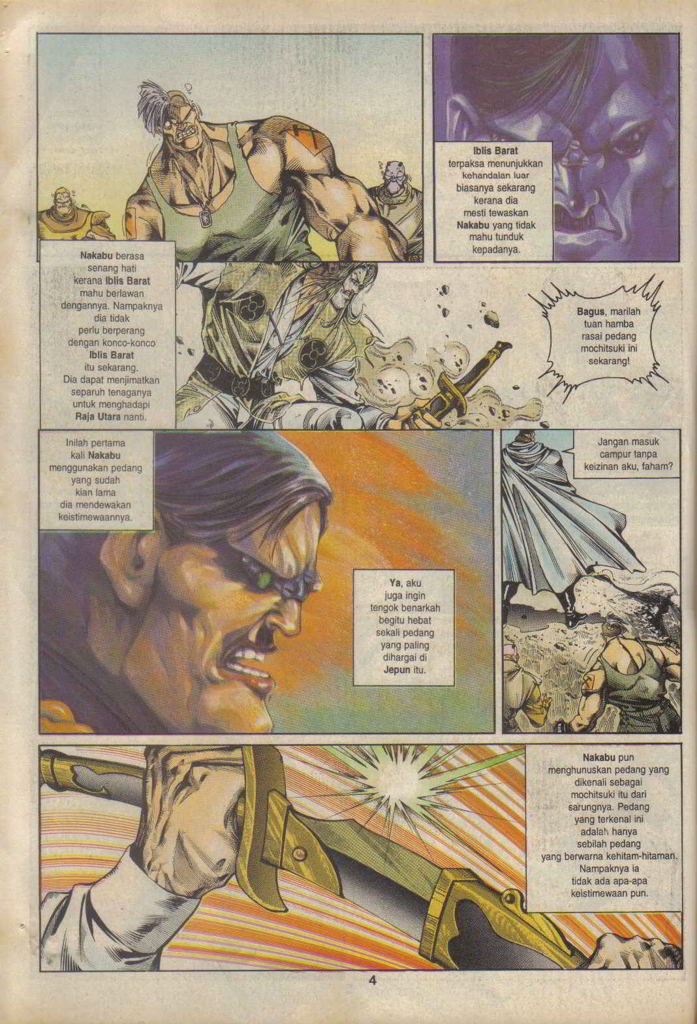 Iblis Barat
terpaksa menunjukkan
kehandalan luar
biasanya sekarang
kerana dia
mesti tewaskan
Nakabu yang tidak
mahu tunduk
kepadanya.
Nakabu berasa
senang hati
kerana Iblis Barat
mahu berlawan
dengannya. Nampaknya
dia tidak
perlu berperang
dengan konco-konco
Iblis Barat
itu sekarang.
Dia dapat menjimatkan
separuh tenaganya
untuk menghadapi
Raja Utara nanti.
Bagus, marilah
tuan hamba
rasai pedang
mochitsuki ini
sekarang!
Inilah pertama
kali Nakabu
menggunakan pedang
yang sudah
kian lama
dia mendewakan
keistimewaannya.
Ya, aku
juga ingin
tengok benarkah
begitu hebat
sekali pedang
yang paling
dihargai di
Jepun itu.
Jangan masuk
campur tanpa
keizinan aku, faham?
Nakabu pun
menghunuskan pedang yang
dikenali sebagai
mochitsuki itu dari
sarungnya. Pedang
yang terkenal ini
adalah hanya
sebilah pedang
yang berwarna kehitam-hitaman.
Nampaknya ia
tidak ada apa-apa
keistimewaan pun.
4